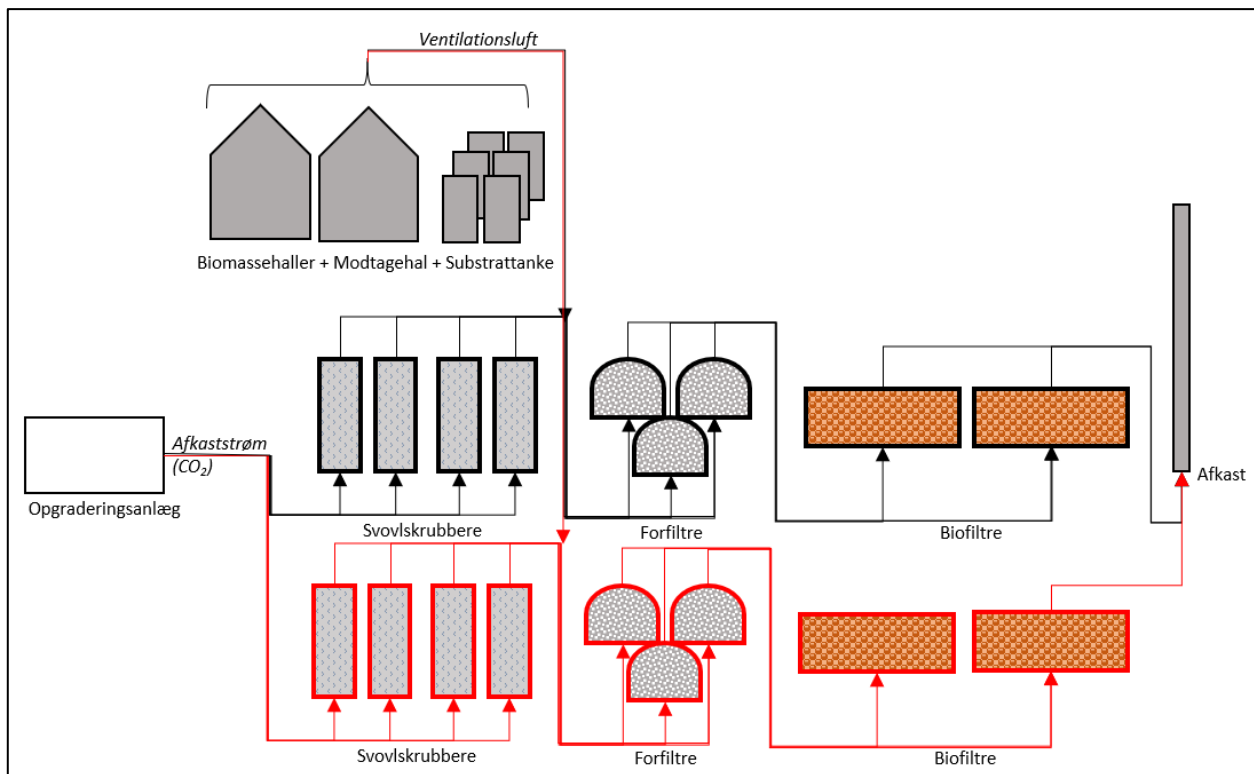 Ventilationsluft
Biomassehaller + Modtagehal + Substrattanke
Afkaststrøm
(CO₂)
Opgraderingsanlæg
Afkast
Svovlskrubbere
Forfiltre
Biofiltre
Svovlskrubbere
Forfiltre
Biofiltre